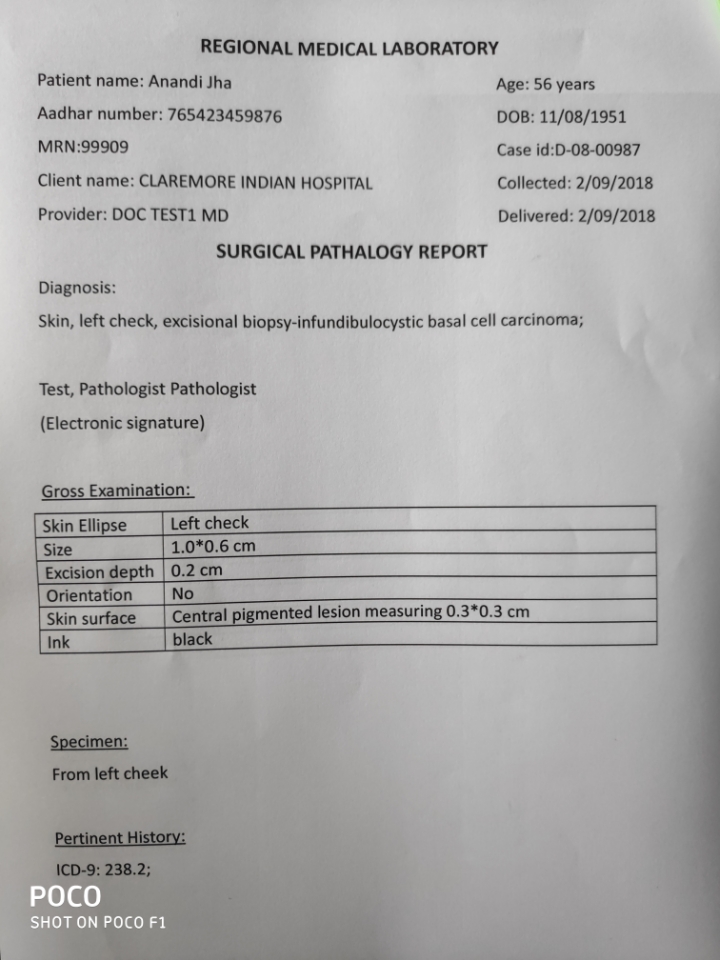 REGIONAL MEDICAL LABORATORY
Patient name: Anandi Jha Age: 56 years
Aadhar number: 765423459876 DOB: 11/08/1951
MRN:99909 Case id:D-08-00987
Client name: CLAREMORE INDIAN HOSPITAL Collected: 2/09/2018
Provider: DOC TEST1 MD Delivered: 2/09/2018
SURGICAL PATHALOGY REPORT
Diagnosis:
Skin, left check, excisional biopsy-infundibulocystic basal cell carcinoma;
Test, Pathologist Pathologist
(Electronic signature)
Gross Examination:
Skin Ellipse Left check
Size 1.0*0.6 cm
Excision depth 0.2 cm
Orientation No
Skin surface Central pigmented lesion measuring 0.3*0.3 cm
Ink black
Specimen:
From left cheek
Pertinent History:
ICD-9: 238.2;
POCO
SHOT ON POCO F1